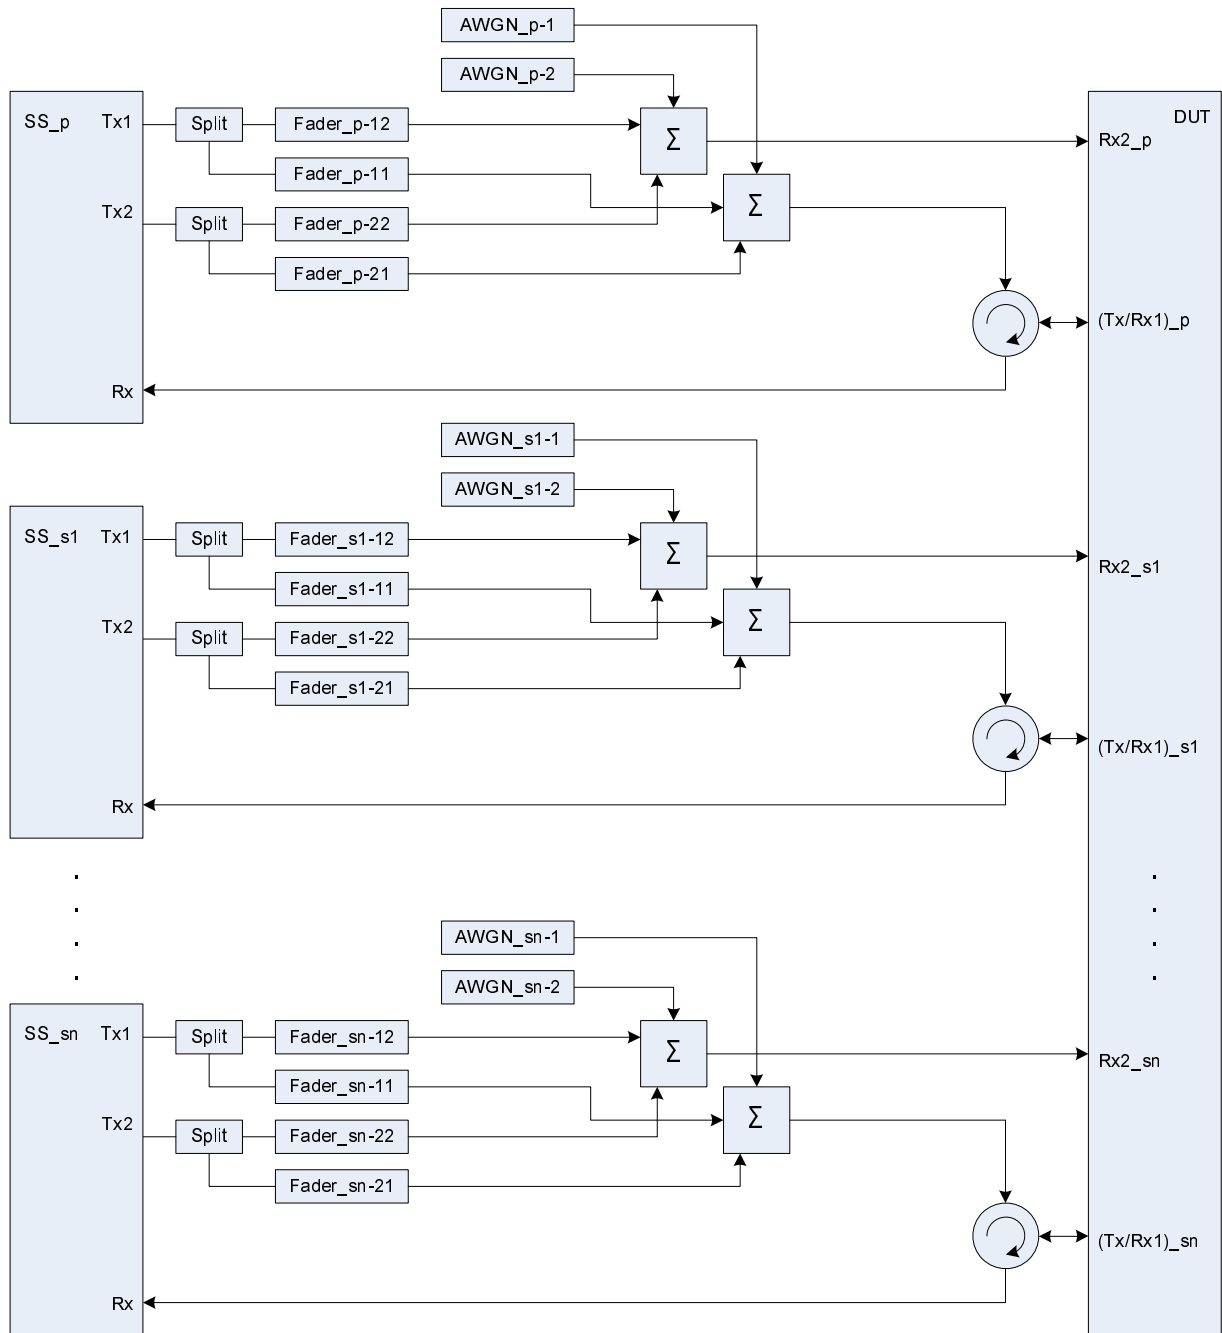 AWGN_p-1
AWGN_p-2
SS_p Tx1 Split Fader_p-12 Σ DUT
Rx2_p
Fader_p-11
Tx2 Split Fader_p-22 Σ
Fader_p-21
(Tx/Rx1)_p
Rx
AWGN_s1-1
AWGN_s1-2
SS_s1 Tx1 Split Fader_s1-12 Σ
Rx2_s1
Fader_s1-11
Tx2 Split Fader_s1-22 Σ
Fader_s1-21
(Tx/Rx1)_s1
Rx
AWGN_sn-1
AWGN_sn-2
SS_sn Tx1 Split Fader_sn-12 Σ
Rx2_sn
Fader_sn-11
Tx2 Split Fader_sn-22 Σ
Fader_sn-21
(Tx/Rx1)_sn
Rx